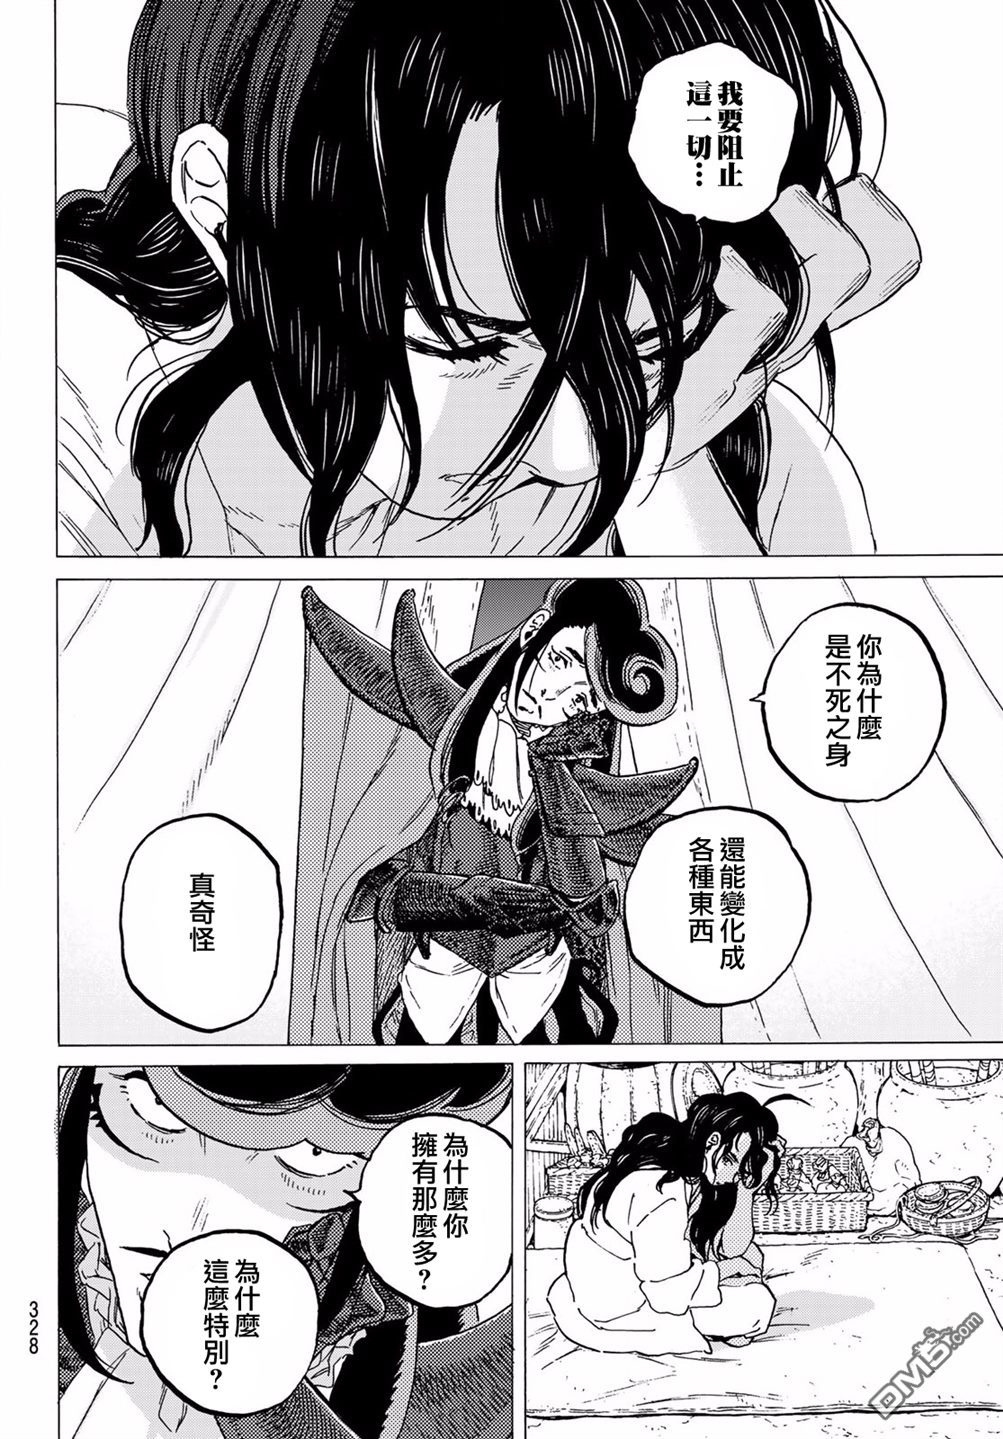 我要阻止
這一切…
你為什麼
是不死之身
還能變化成
各種東西
真奇怪
為什麼你
擁有那麼多?
為什麼
這麼特別?
328
DM5.com